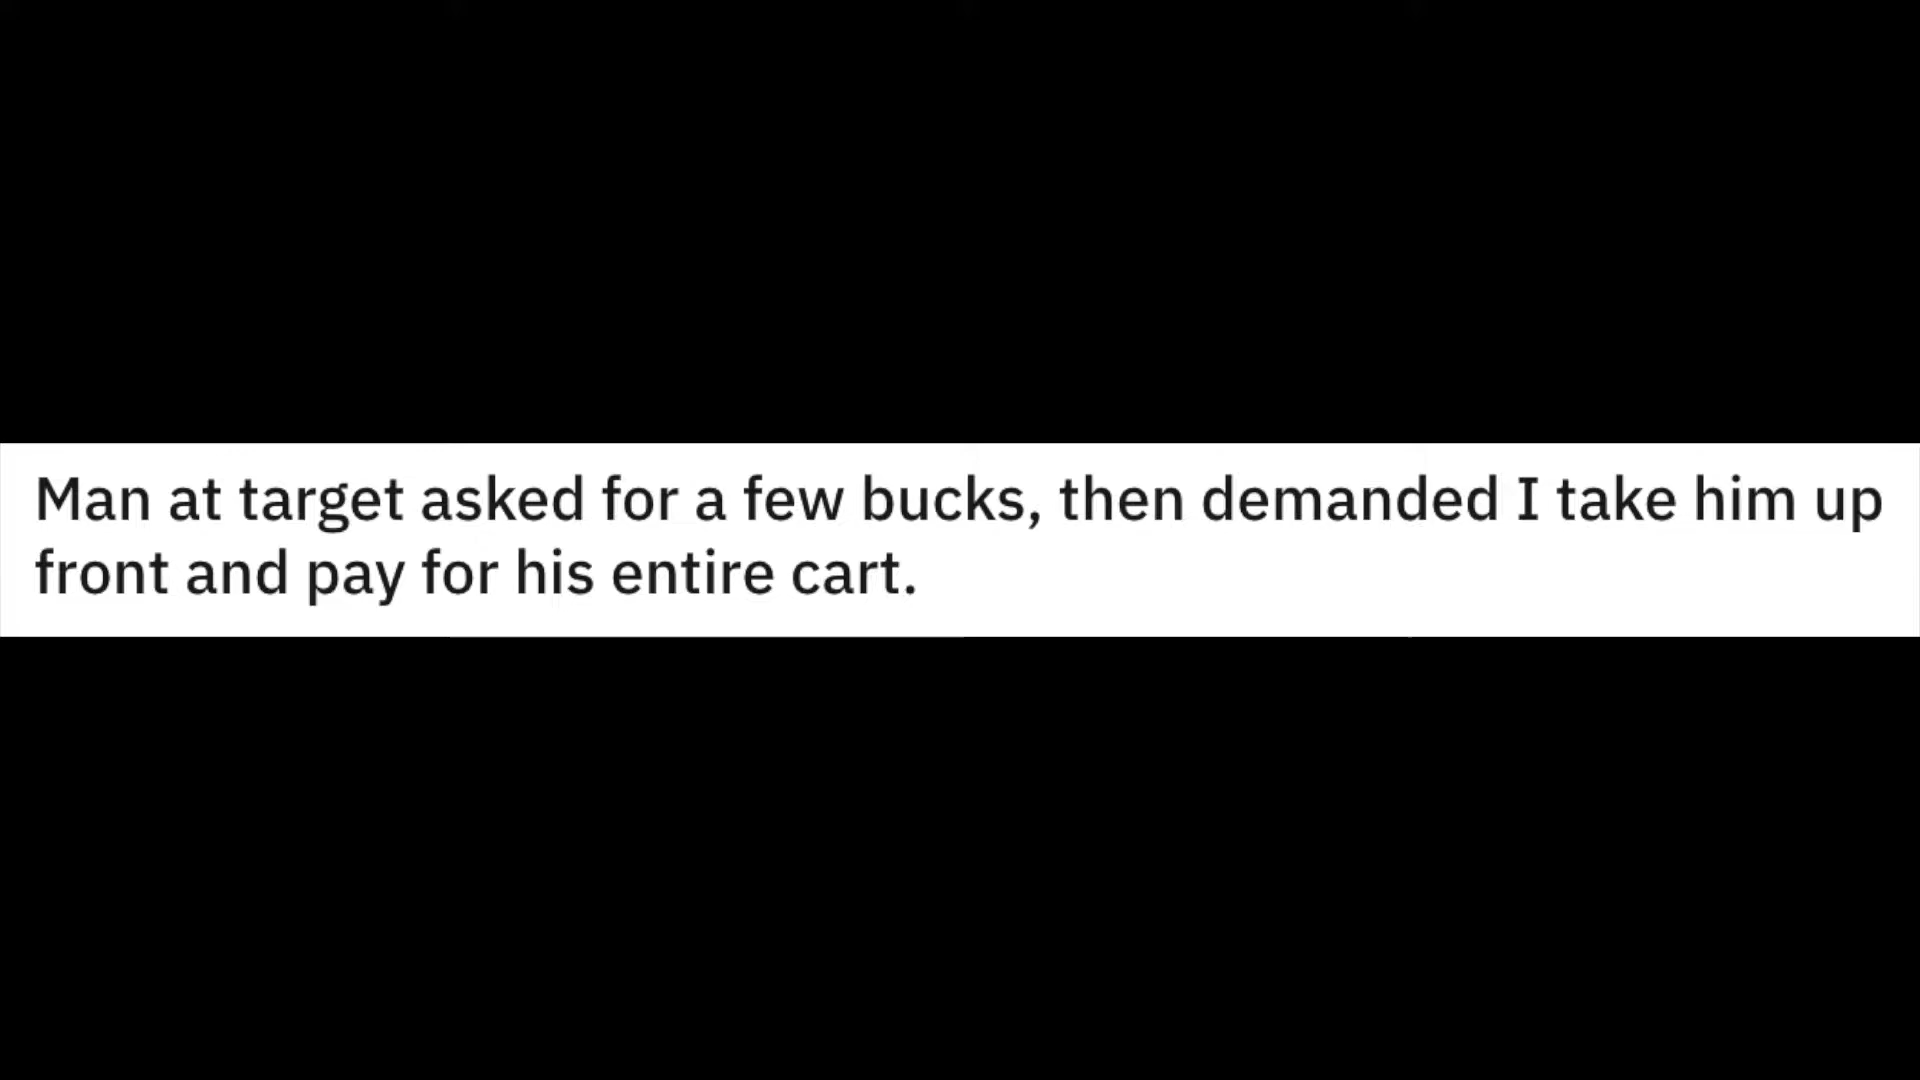 Man at target asked for a few bucks, then demanded I take him up
front and pay for his entire cart.